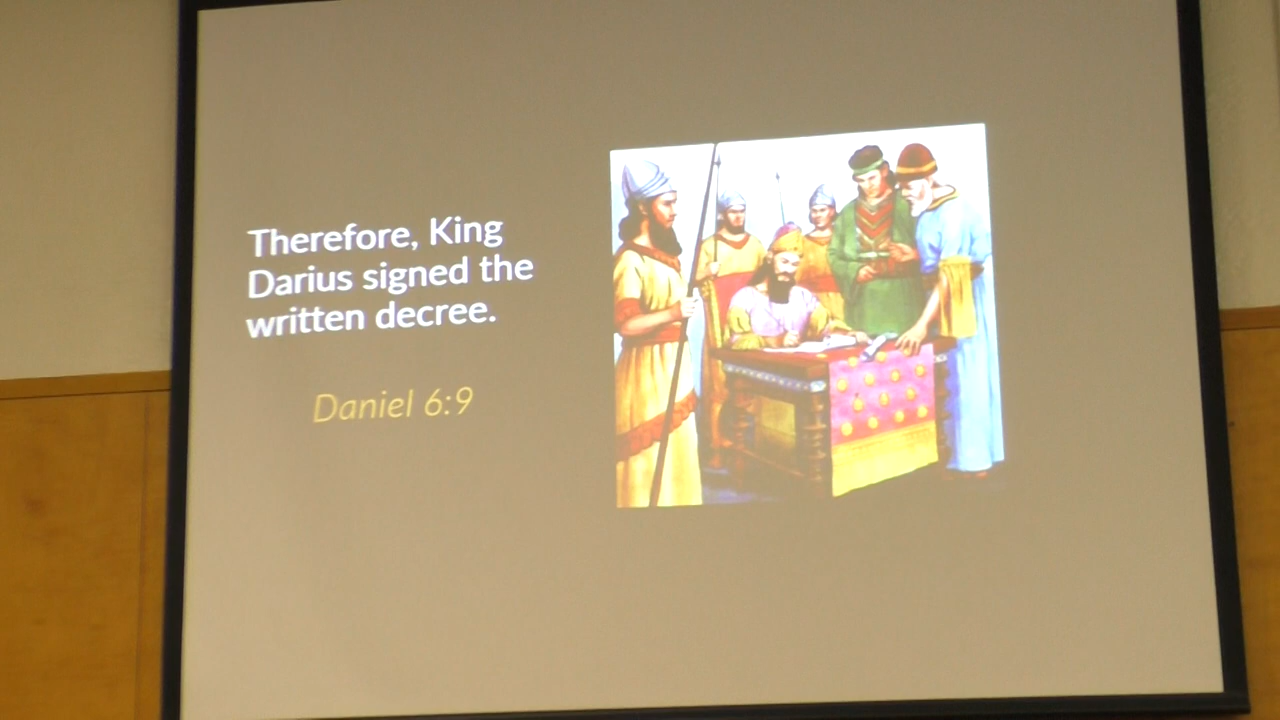 Therefore, King
Darius signed the
written decree.
Daniel 6:9